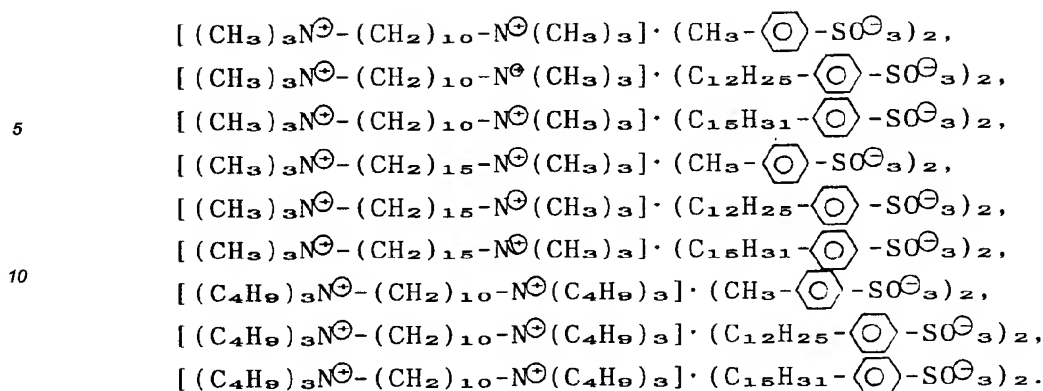 [(CH₃)₃N⊕-(CH₂)₁₀-N⊕(CH₃)₃]·(CH₃-⌬-SO⊖₃)₂,
[(CH₃)₃N⊕-(CH₂)₁₀-N⊕(CH₃)₃]·(C₁₂H₂₅-⌬-SO⊖₃)₂,
5 [(CH₃)₃N⊕-(CH₂)₁₀-N⊕(CH₃)₃]·(C₁₅H₃₁-⌬-SO⊖₃)₂,
[(CH₃)₃N⊕-(CH₂)₁₅-N⊕(CH₃)₃]·(CH₃-⌬-SO⊖₃)₂,
[(CH₃)₃N⊕-(CH₂)₁₅-N⊕(CH₃)₃]·(C₁₂H₂₅-⌬-SO⊖₃)₂,
[(CH₃)₃N⊕-(CH₂)₁₅-N⊕(CH₃)₃]·(C₁₅H₃₁-⌬-SO⊖₃)₂,
10 [(C₄H₉)₃N⊕-(CH₂)₁₀-N⊕(C₄H₉)₃]·(CH₃-⌬-SO⊖₃)₂,
[(C₄H₉)₃N⊕-(CH₂)₁₀-N⊕(C₄H₉)₃]·(C₁₂H₂₅-⌬-SO⊖₃)₂,
[(C₄H₉)₃N⊕-(CH₂)₁₀-N⊕(C₄H₉)₃]·(C₁₅H₃₁-⌬-SO⊖₃)₂.